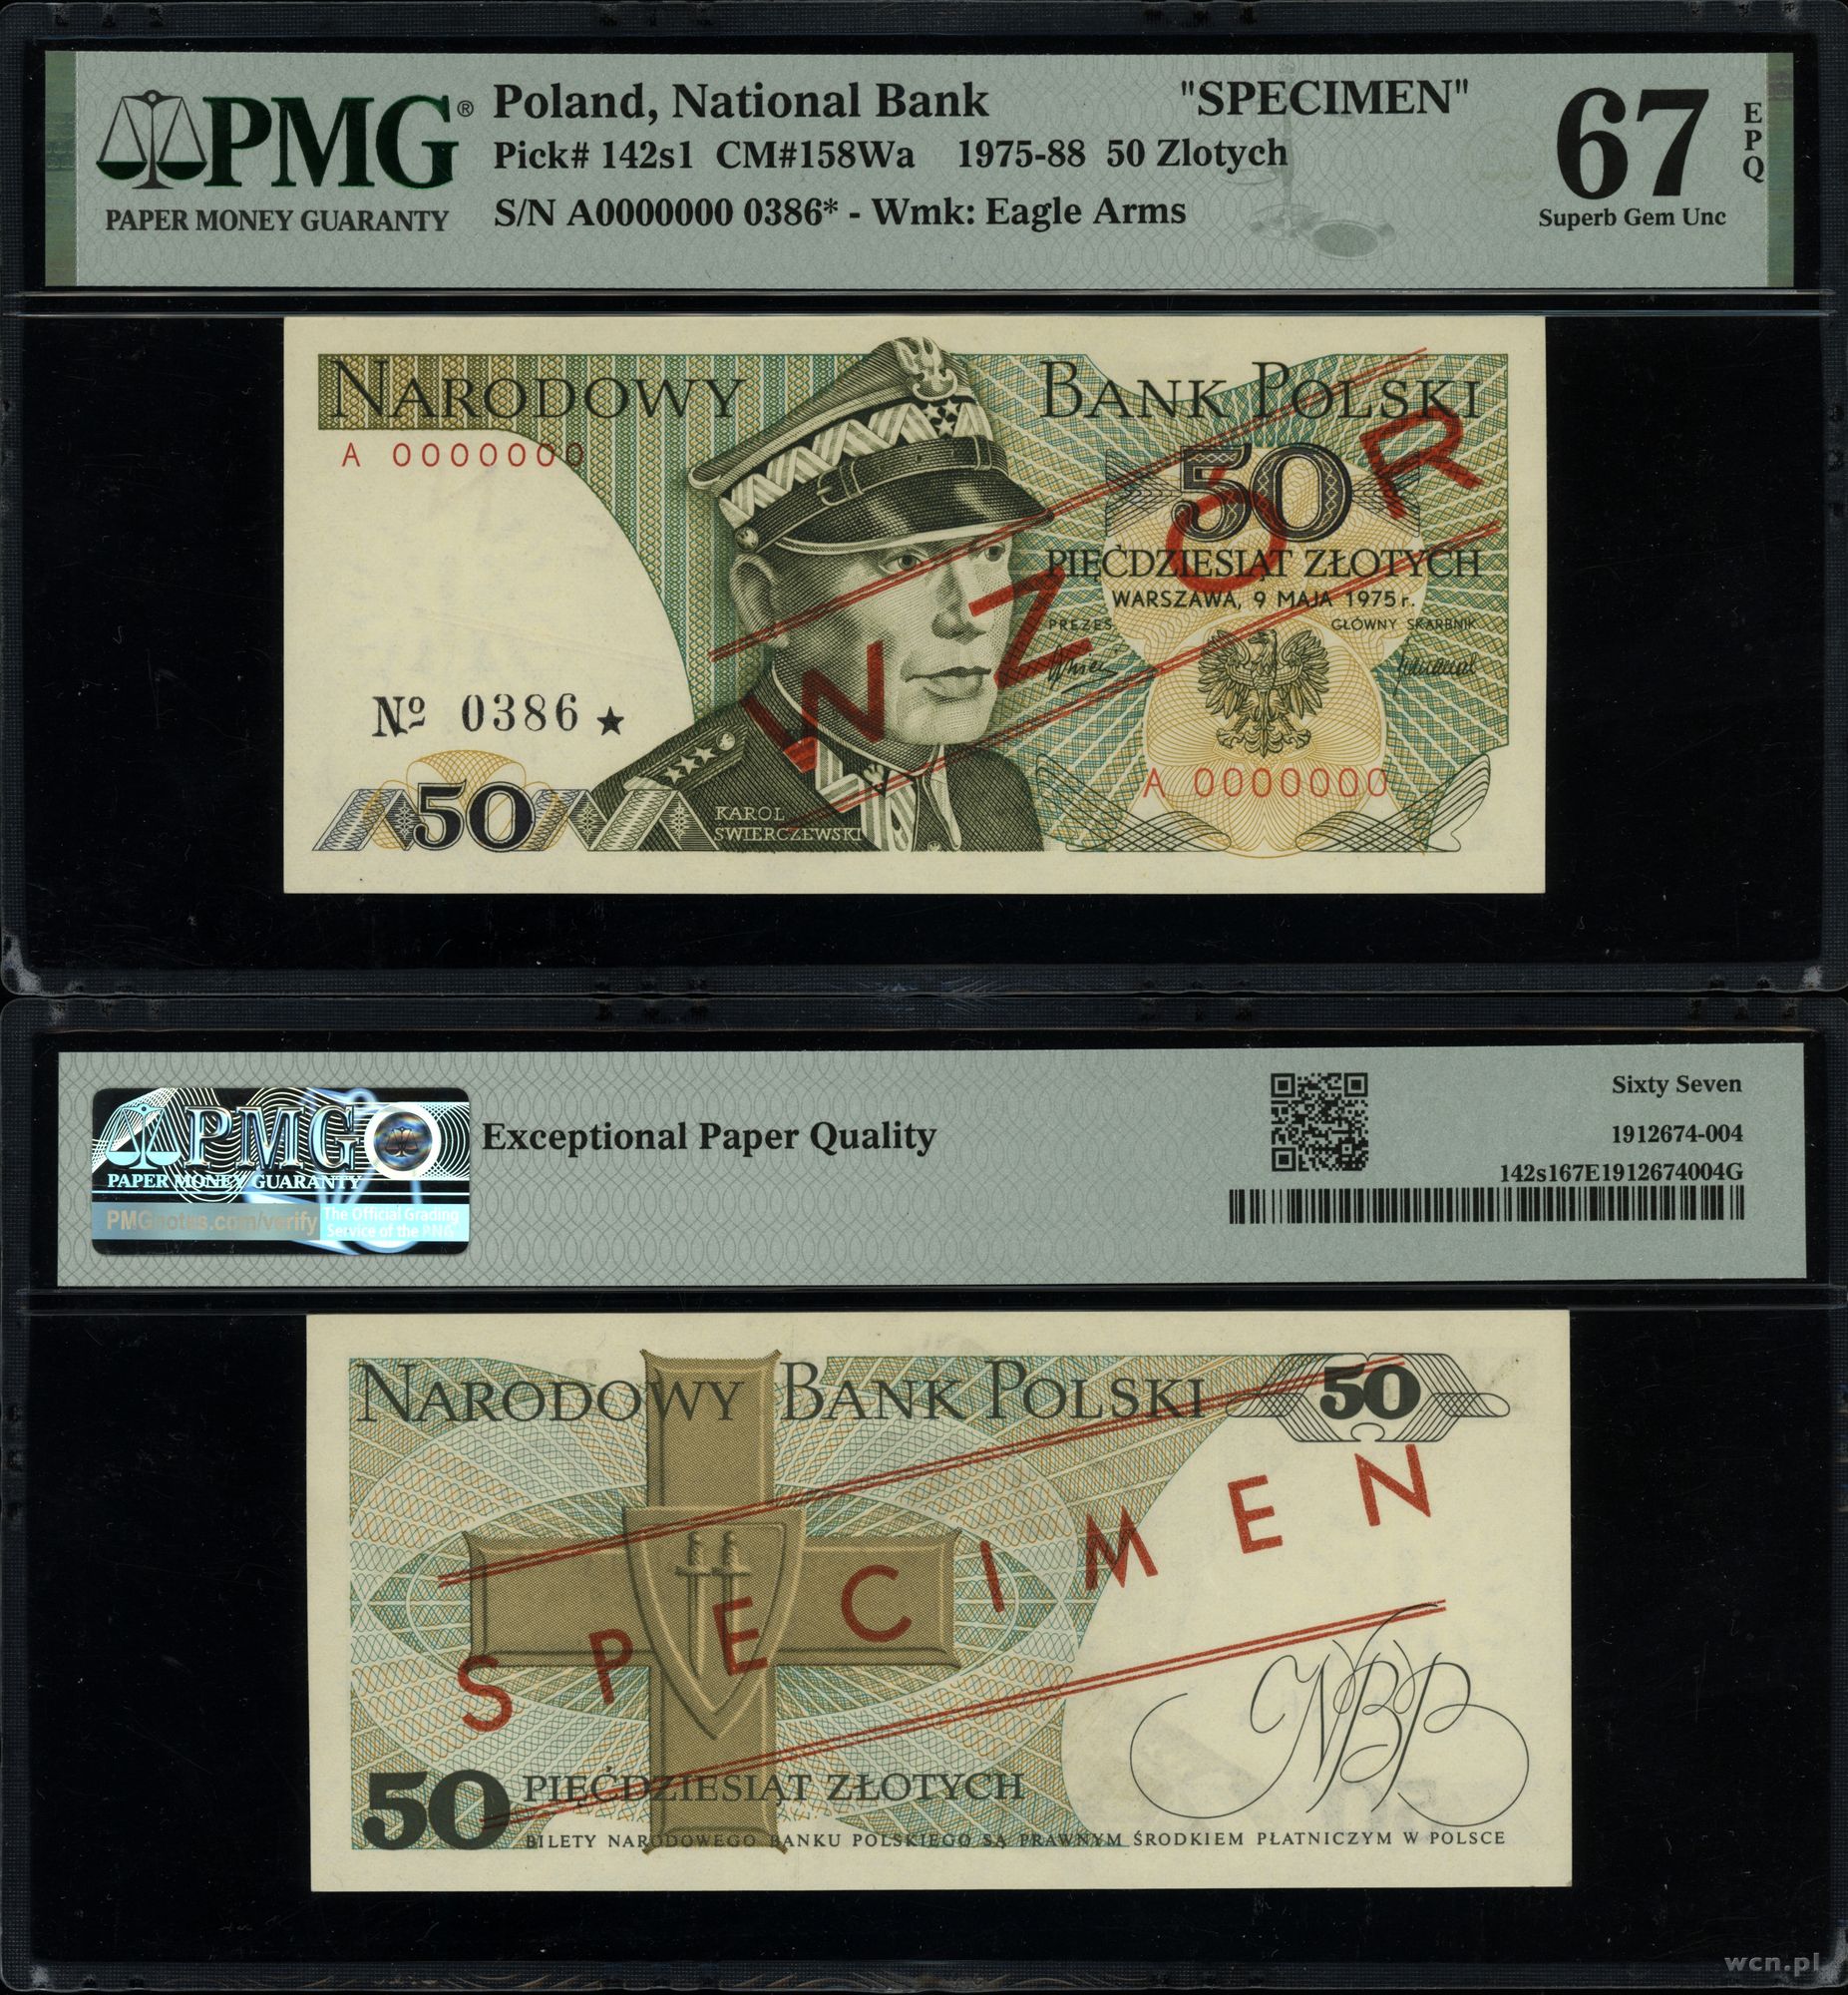 PMG®
PAPER MONEY GUARANTY
Poland, National Bank "SPECIMEN"
Pick# 142s1 CM#158Wa 1975-88 50 Zlotych
S/N A0000000 0386* - Wmk: Eagle Arms
67 EPQ
Superb Gem Unc
NARODOWY BANK POLSKI
A 0000000
50
PIĘĆDZIESIĄT ZŁOTYCH
WARSZAWA, 9 MAJA 1975 r.
PREZES GŁÓWNY SKARBNIK
WZÓR
Nº 0386 ★
A 0000000
50
KAROL
ŚWIERCZEWSKI
PMG
PAPER MONEY GUARANTY
PMGnotes.com/verify
The Official Grading
Service of the PNG
Exceptional Paper Quality
Sixty Seven
1912674-004
142s167E1912674004G
NARODOWY BANK POLSKI 50
SPECIMEN
NBP
50 PIĘĆDZIESIĄT ZŁOTYCH
BILETY NARODOWEGO BANKU POLSKIEGO SĄ PRAWNYM ŚRODKIEM PŁATNICZYM W POLSCE
wcn.pl